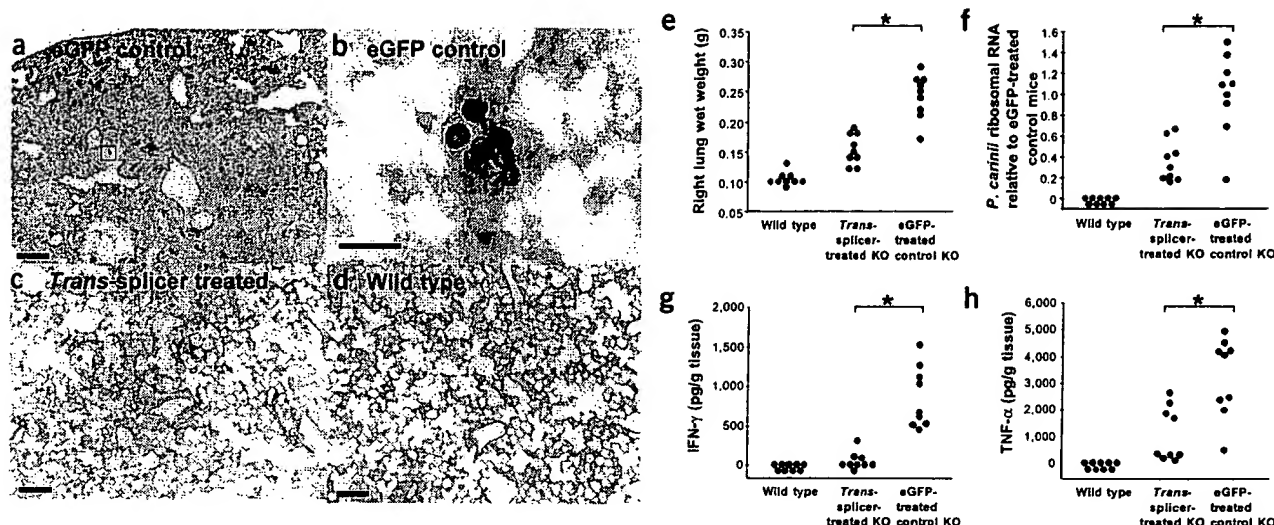 a eGFP control
b eGFP control
c Trans-splicer treated
d Wild type
e
*
Right lung wet weight (g)
0.35
0.30
0.25
0.20
0.15
0.10
0.05
Wild type
Trans-
splicer-
treated KO
eGFP-
treated
control KO
f
*
P. carinii ribosomal RNA
relative to eGFP-treated
control mice
1.6
1.4
1.2
1.0
0.8
0.6
0.4
0.2
0
Wild type
Trans-
splicer-
treated KO
eGFP-
treated
control KO
g
*
IFN-γ (pg/g tissue)
2,000
1,500
1,000
500
0
Wild type
Trans-
splicer-
treated KO
eGFP-
treated
control KO
h
*
TNF-α (pg/g tissue)
6,000
5,000
4,000
3,000
2,000
1,000
0
Wild type
Trans-
splicer-
treated KO
eGFP-
treated
control KO